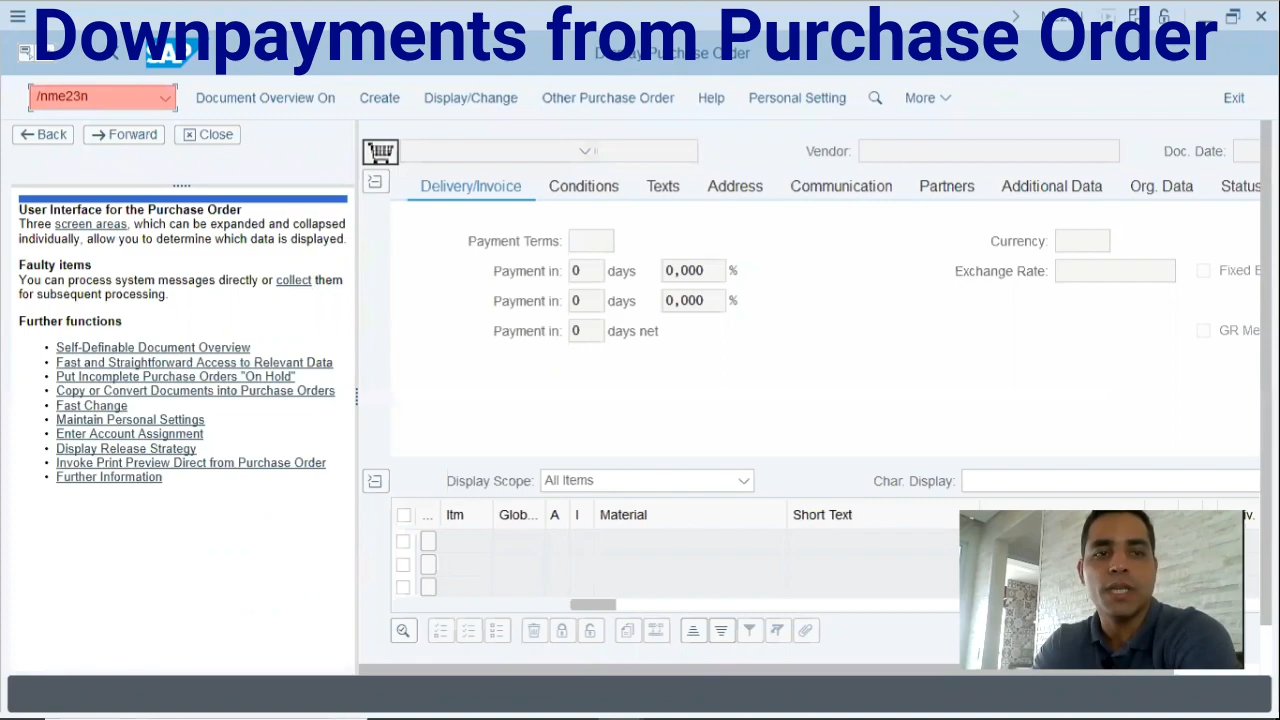 Downpayments from Purchase Order
SAP
/nme23n
Document Overview On
Create
Display/Change
Other Purchase Order
Help
Personal Setting
More
Exit
Back
Forward
Close
Vendor:
Doc. Date:
Delivery/Invoice
Conditions
Texts
Address
Communication
Partners
Additional Data
Org. Data
Status
User Interface for the Purchase Order
Three screen areas, which can be expanded and collapsed
individually, allow you to determine which data is displayed.
Faulty items
You can process system messages directly or collect them
for subsequent processing.
Further functions
• Self-Definable Document Overview
• Fast and Straightforward Access to Relevant Data
• Put Incomplete Purchase Orders "On Hold"
• Copy or Convert Documents into Purchase Orders
• Fast Change
• Maintain Personal Settings
• Enter Account Assignment
• Display Release Strategy
• Invoke Print Preview Direct from Purchase Order
• Further Information
Payment Terms:
Currency:
Payment in: 0 days 0,000 %
Exchange Rate:
Fixed E
Payment in: 0 days 0,000 %
Payment in: 0 days net
GR Me
Display Scope: All Items
Char. Display:
... Itm Glob... A I Material Short Text